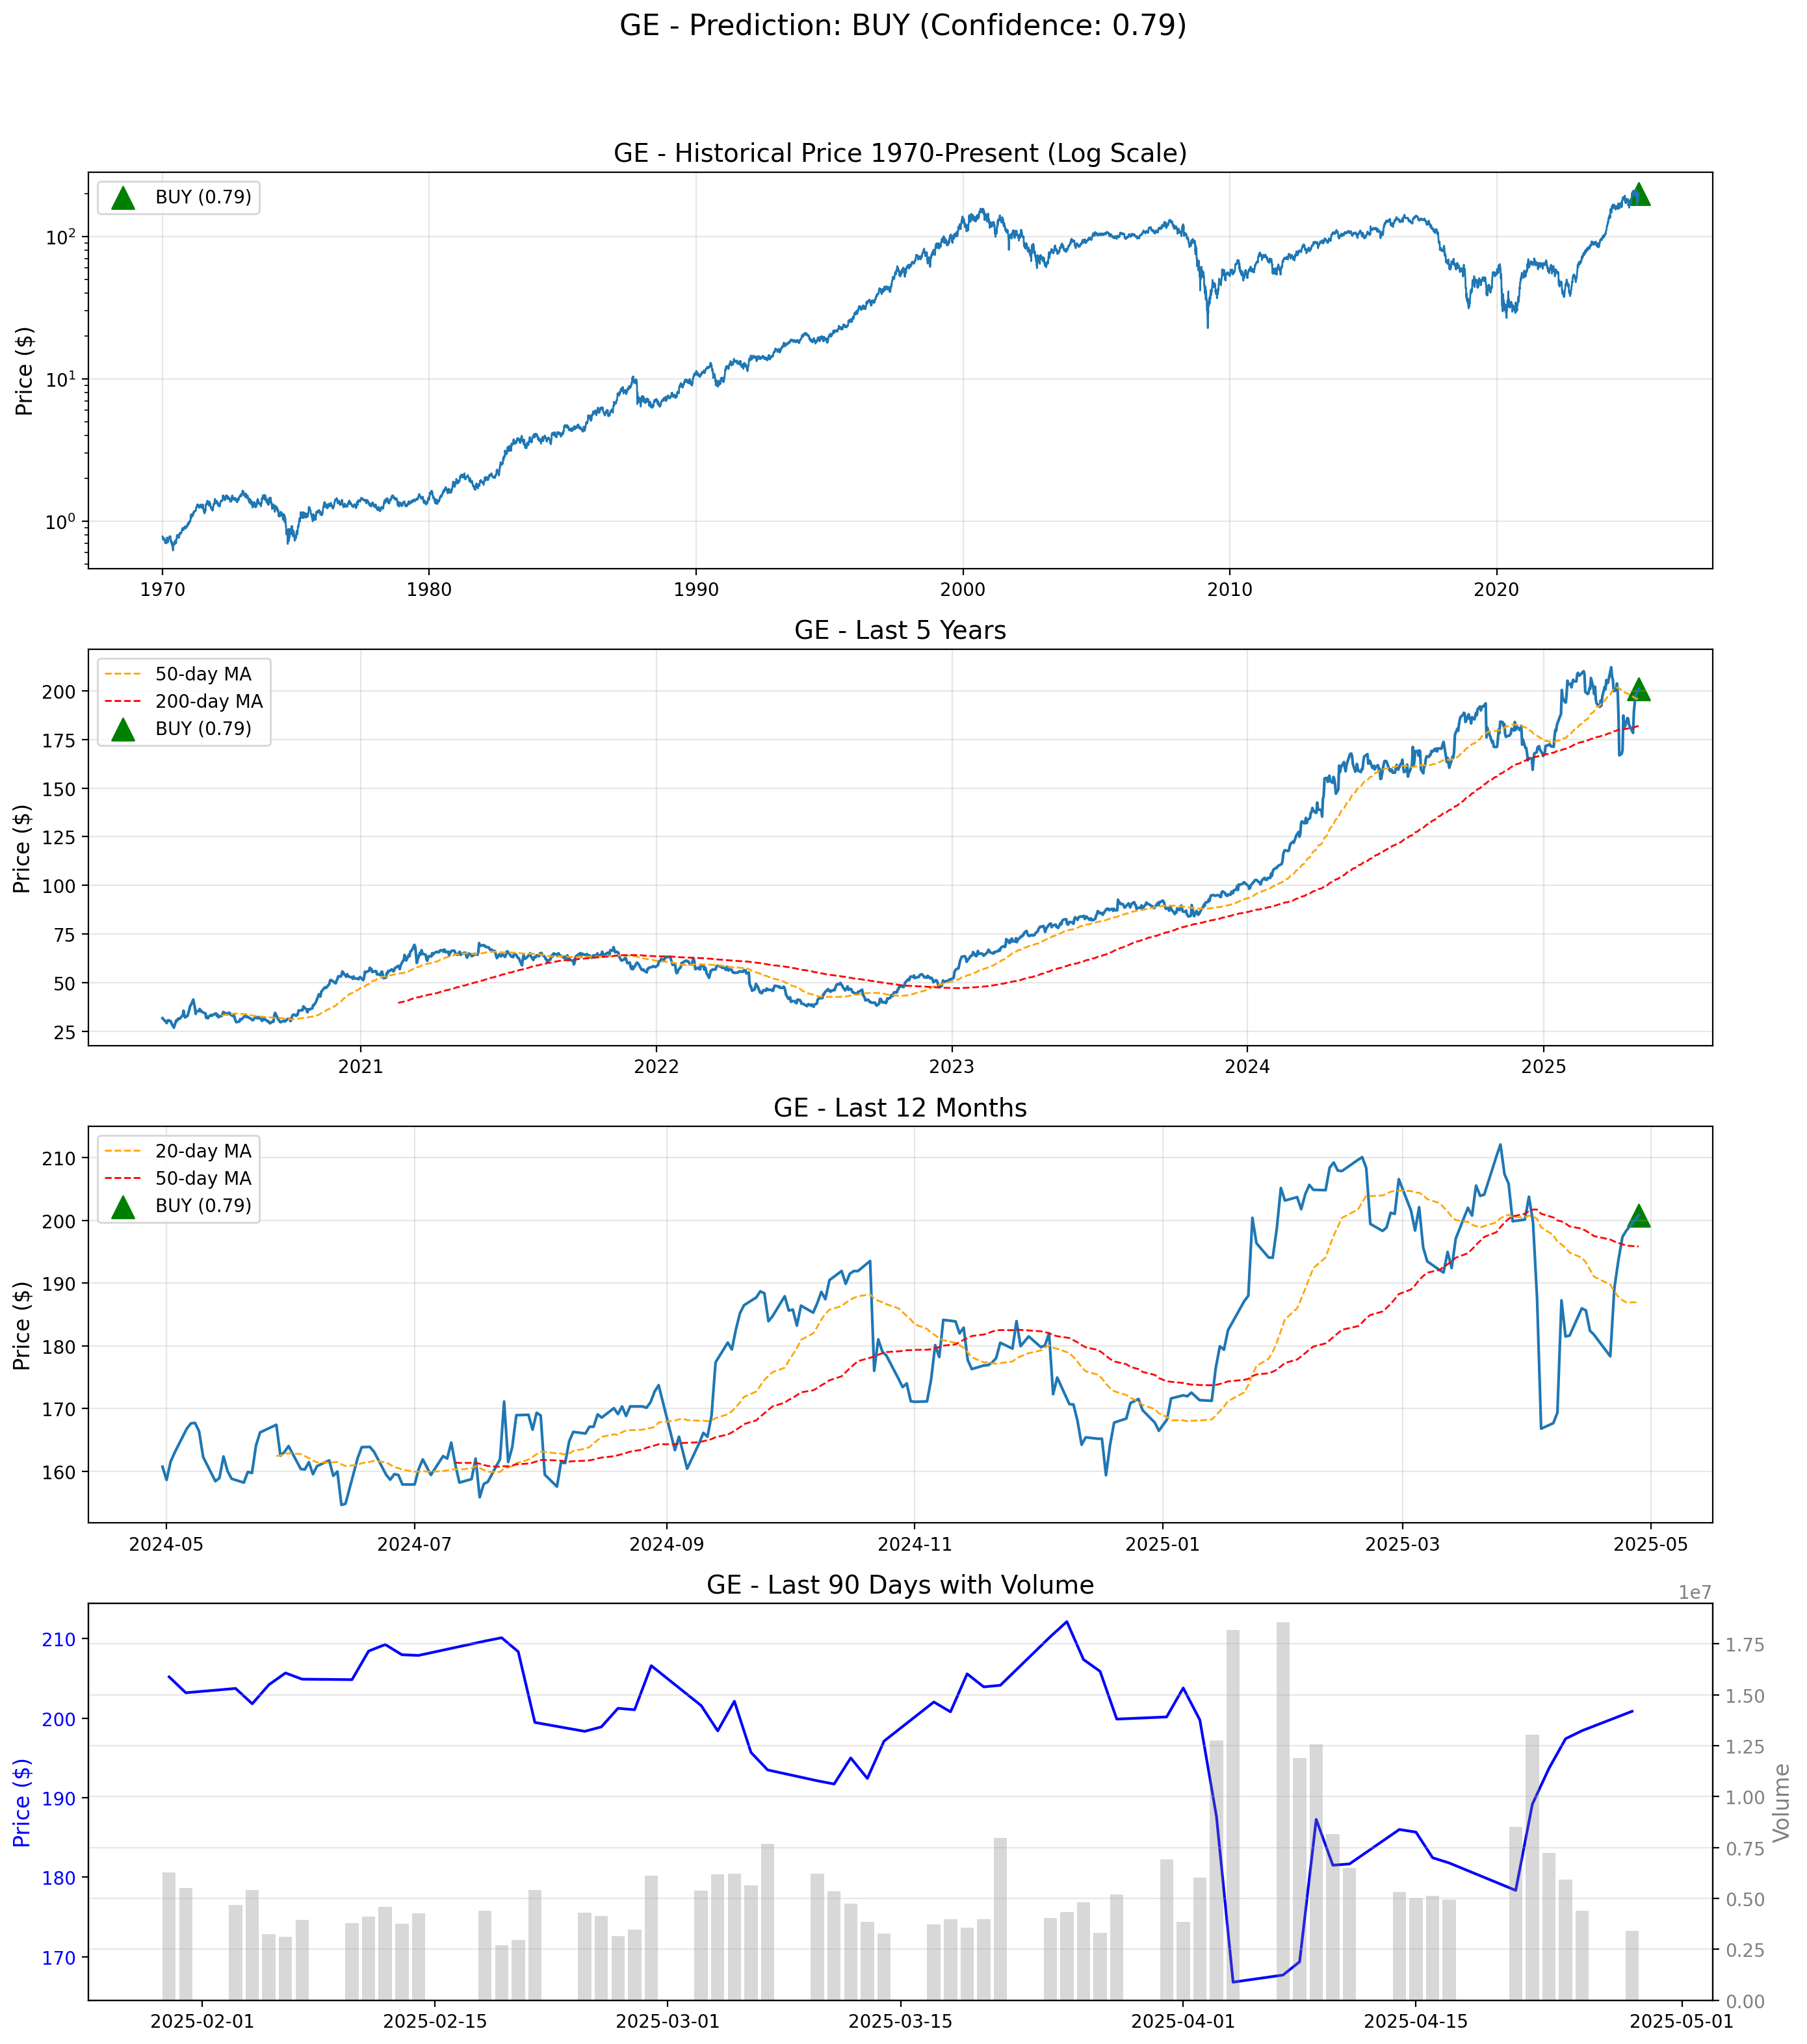 GE - Prediction: BUY (Confidence: 0.79)
GE - Historical Price 1970-Present (Log Scale)
BUY (0.79)
Price ($)
10²
10¹
10⁰
1970 1980 1990 2000 2010 2020
GE - Last 5 Years
50-day MA
200-day MA
BUY (0.79)
Price ($)
200
175
150
125
100
75
50
25
2021 2022 2023 2024 2025
GE - Last 12 Months
20-day MA
50-day MA
BUY (0.79)
Price ($)
210
200
190
180
170
160
2024-05 2024-07 2024-09 2024-11 2025-01 2025-03 2025-05
GE - Last 90 Days with Volume
1e7
Price ($)
210
200
190
180
170
1.75
1.50
1.25
1.00
0.75
0.50
0.25
0.00
Volume
2025-02-01 2025-02-15 2025-03-01 2025-03-15 2025-04-01 2025-04-15 2025-05-01